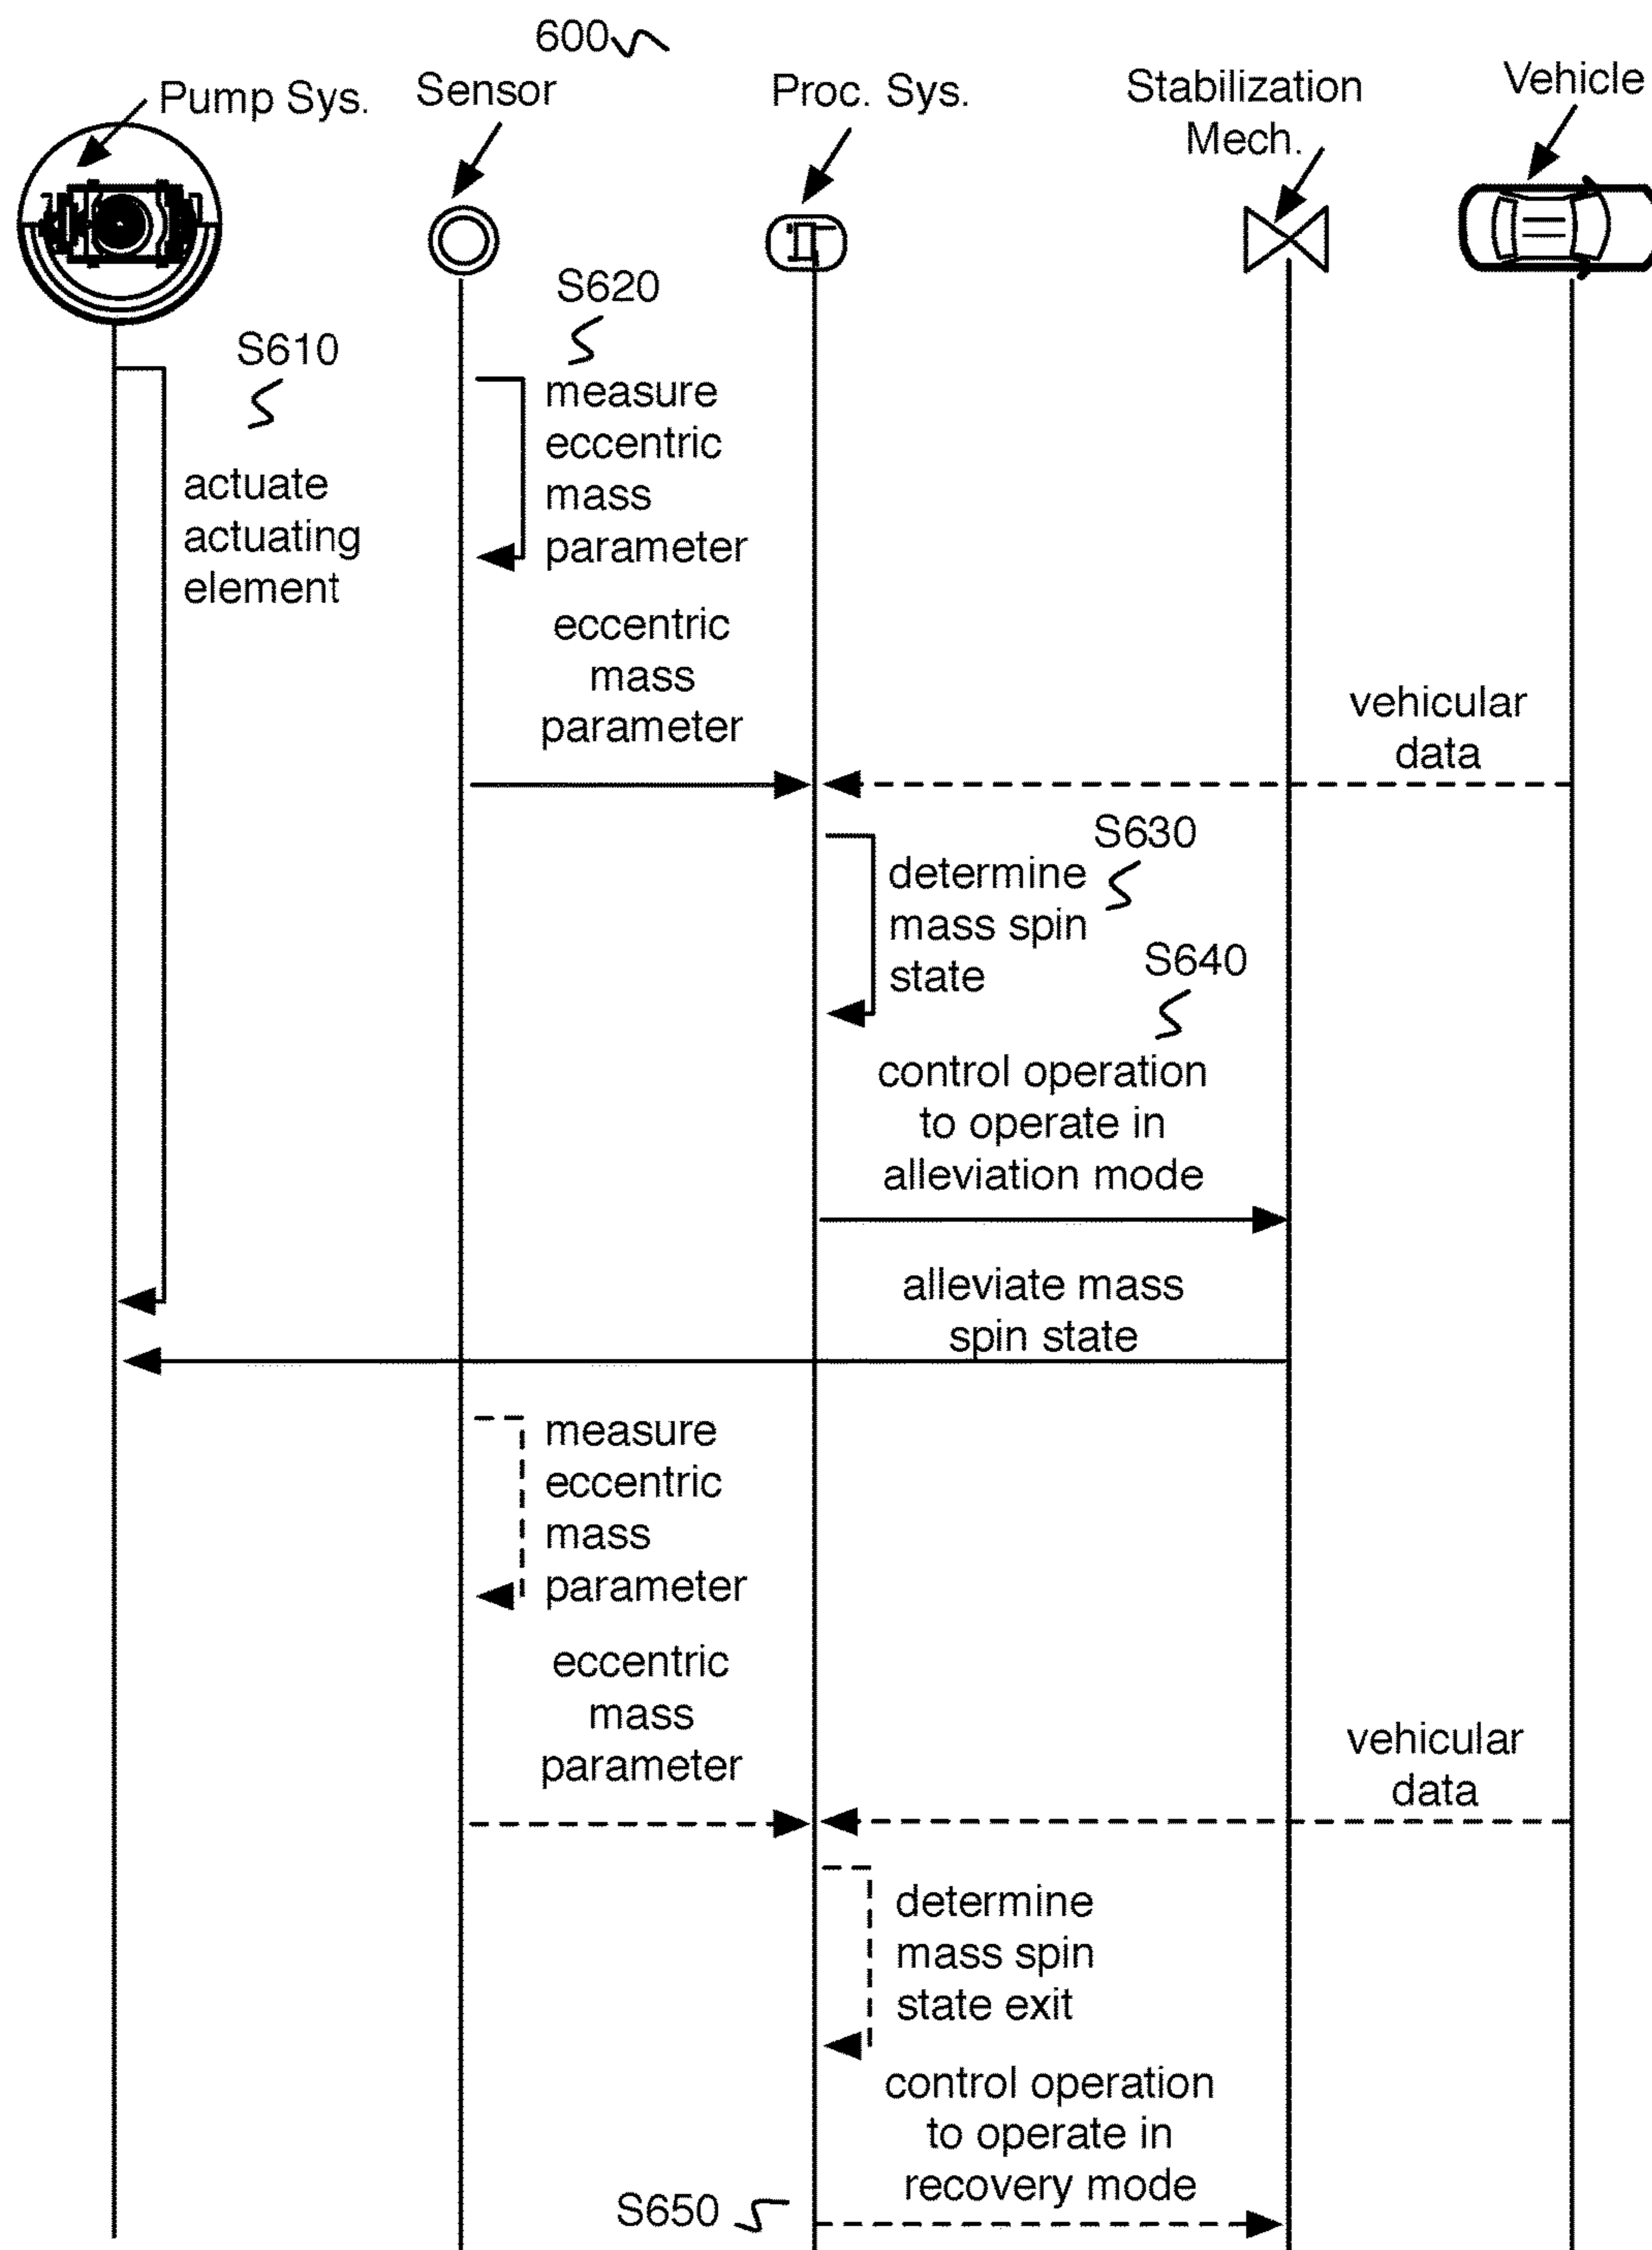 600
Pump Sys.
Sensor
Proc. Sys.
Stabilization
Mech.
Vehicle
S610
actuate
actuating
element
S620
measure
eccentric
mass
parameter
eccentric
mass
parameter
vehicular
data
S630
determine
mass spin
state
S640
control operation
to operate in
alleviation mode
alleviate mass
spin state
measure
eccentric
mass
parameter
eccentric
mass
parameter
vehicular
data
determine
mass spin
state exit
control operation
to operate in
recovery mode
S650